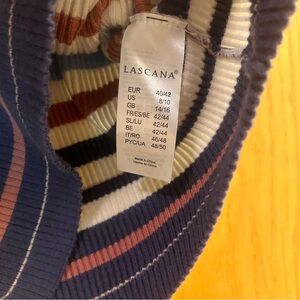 LASCANA®
EUR 40/42
US 8/10
GB 14/16
FR/ES/BE 42/44
SL/LU 42/44
BE 42/44
IT/RO 46/48
PYC/UA 48/50
Made in China